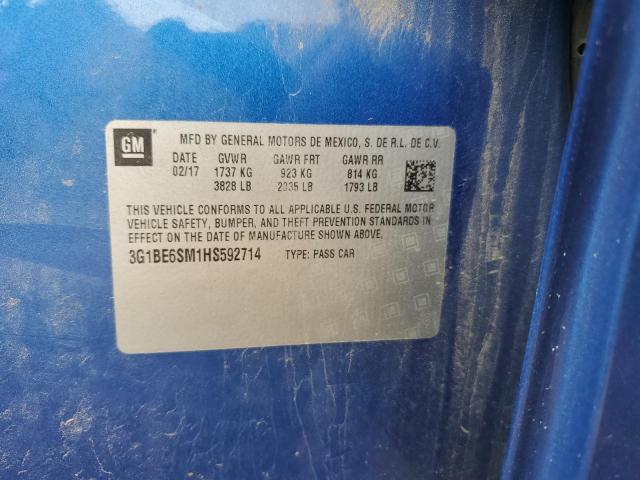 GM
MFD BY GENERAL MOTORS DE MEXICO, S. DE R.L. DE C.V.
DATE GVWR GAWR FRT GAWR RR
02/17 1737 KG 923 KG 814 KG
3828 LB 2035 LB 1793 LB
THIS VEHICLE CONFORMS TO ALL APPLICABLE U.S. FEDERAL MOTOR
VEHICLE SAFETY, BUMPER, AND THEFT PREVENTION STANDARDS IN
EFFECT ON THE DATE OF MANUFACTURE SHOWN ABOVE.
3G1BE6SM1HS592714 TYPE: PASS CAR